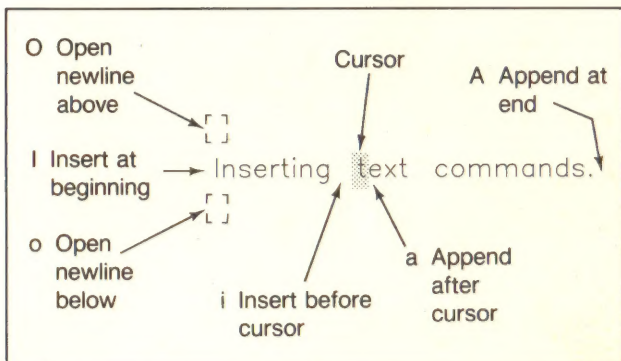 O Open
newline
above
Cursor
A Append at
end
I Insert at
beginning
Inserting text commands.
o Open
newline
below
i Insert before
cursor
a Append
after
cursor